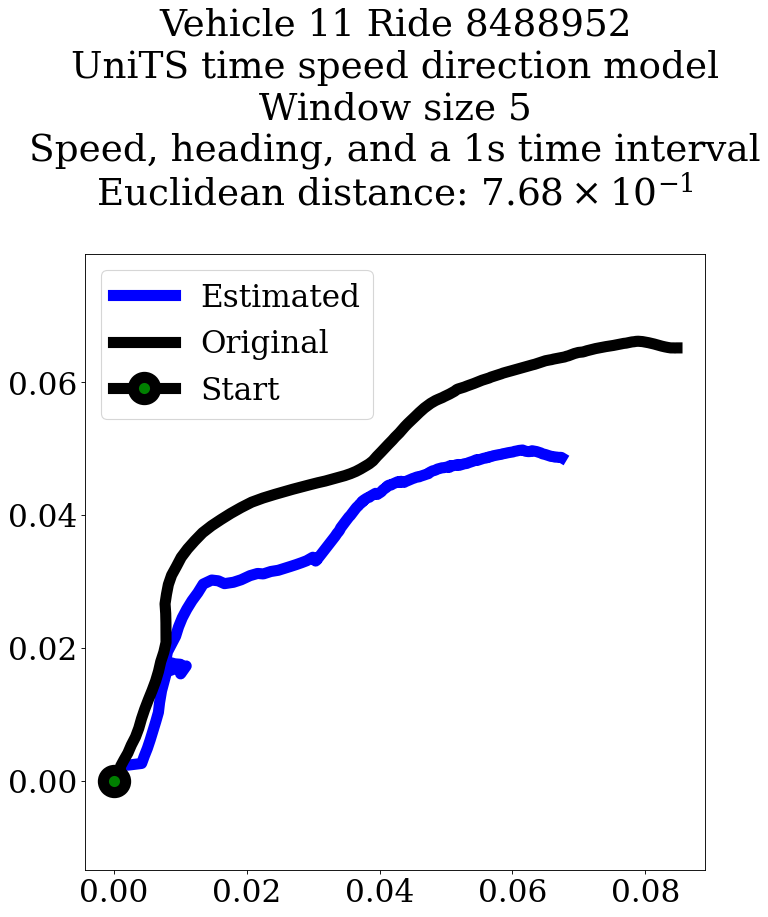 Vehicle 11 Ride 8488952
UniTS time speed direction model
Window size 5
Speed, heading, and a 1s time interval
Euclidean distance: 7.68 × 10⁻¹
Estimated
Original
Start
0.06
0.04
0.02
0.00
0.00 0.02 0.04 0.06 0.08